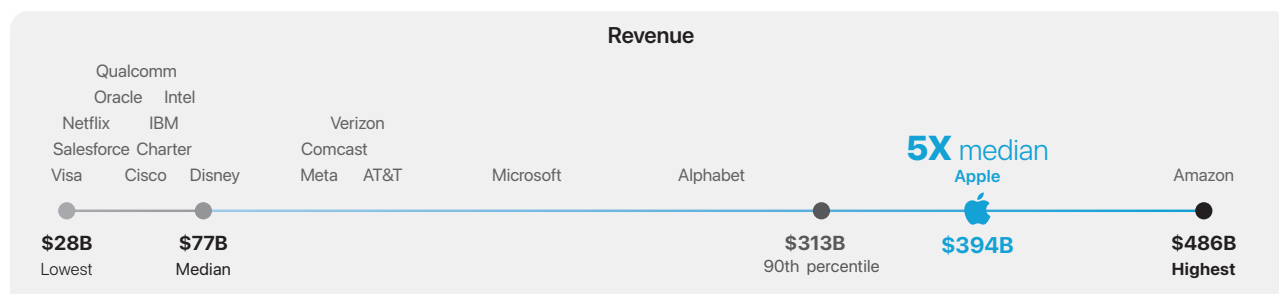 Revenue
Qualcomm
Oracle Intel
Netflix IBM Verizon
Salesforce Charter Comcast 5X median
Visa Cisco Disney Meta AT&T Microsoft Alphabet Apple Amazon
$28B $77B $313B $394B $486B
Lowest Median 90th percentile Highest